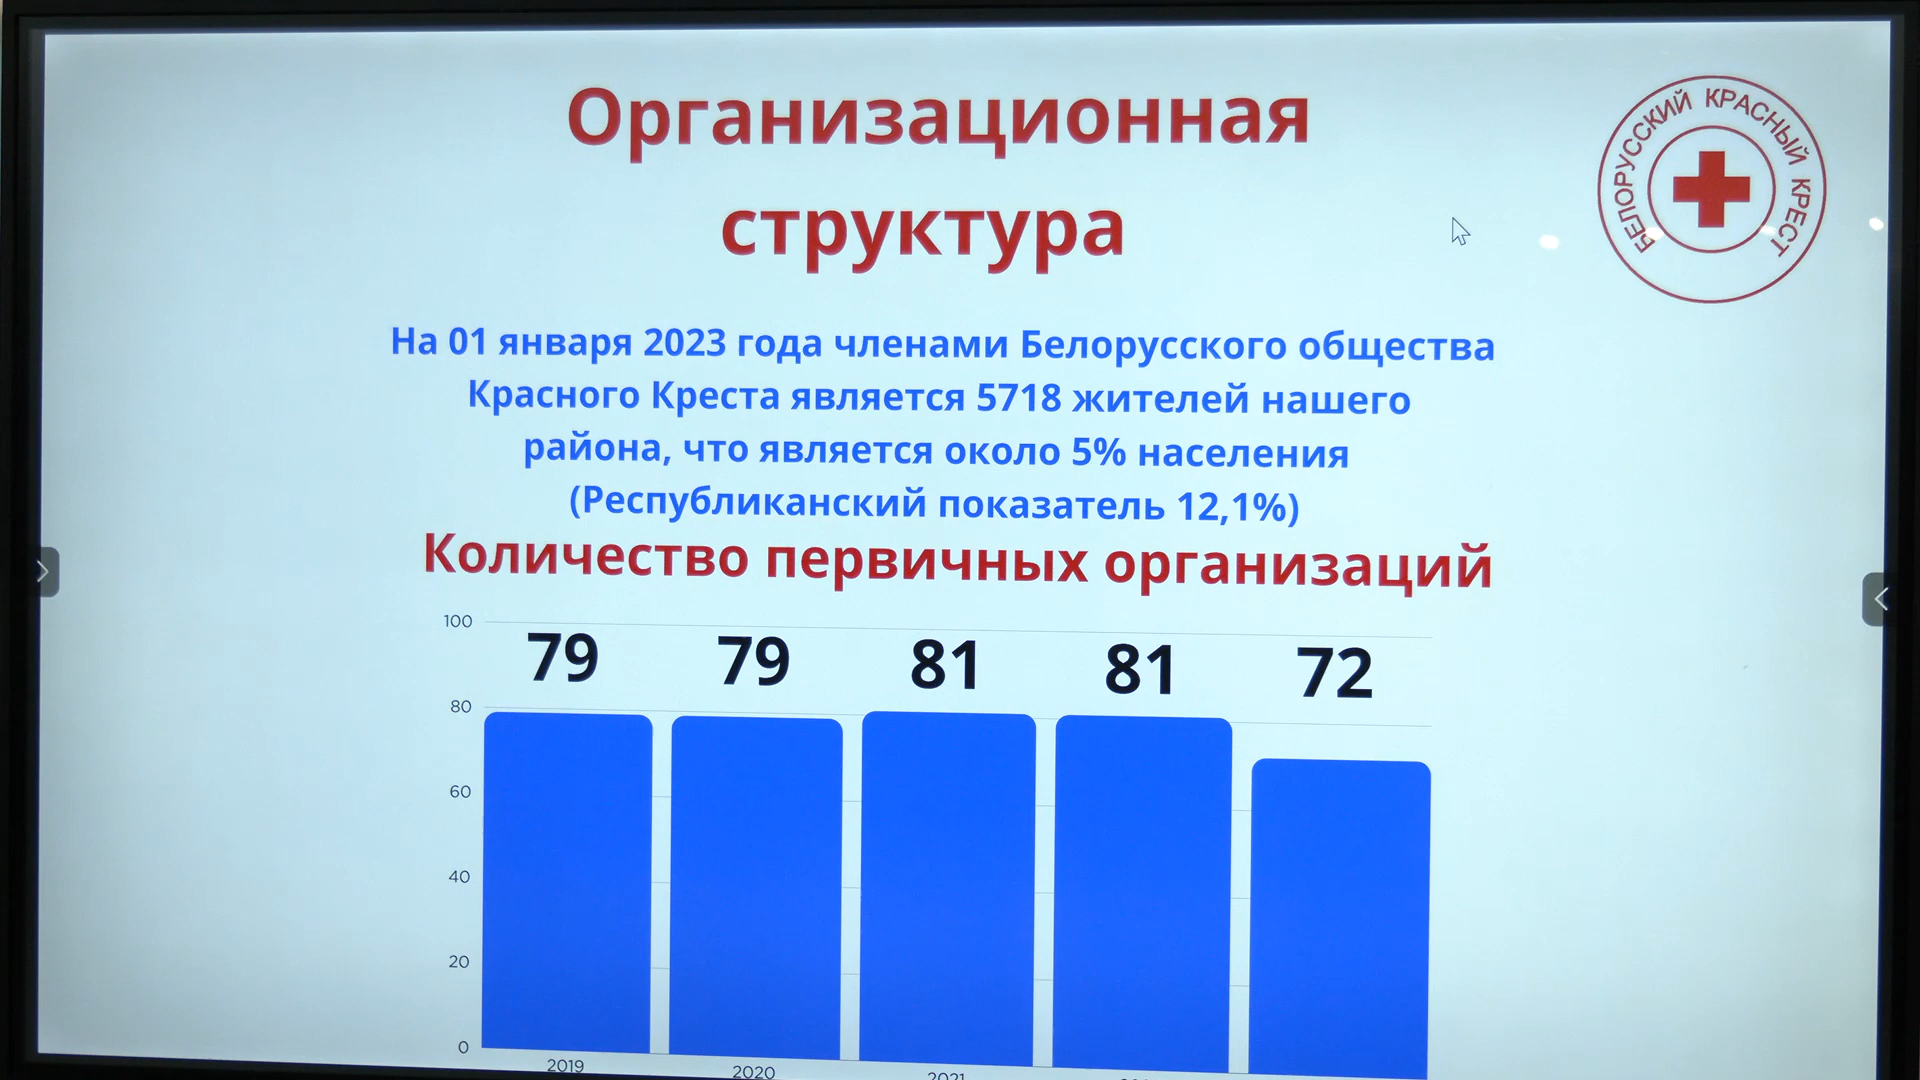 Организационная
структура
БЕЛОРУССКИЙ КРАСНЫЙ КРЕСТ
На 01 января 2023 года членами Белорусского общества
Красного Креста является 5718 жителей нашего
района, что является около 5% населения
(Республиканский показатель 12,1%)
Количество первичных организаций
100
79 79 81 81 72
80
60
40
20
0
2019 2020 2021